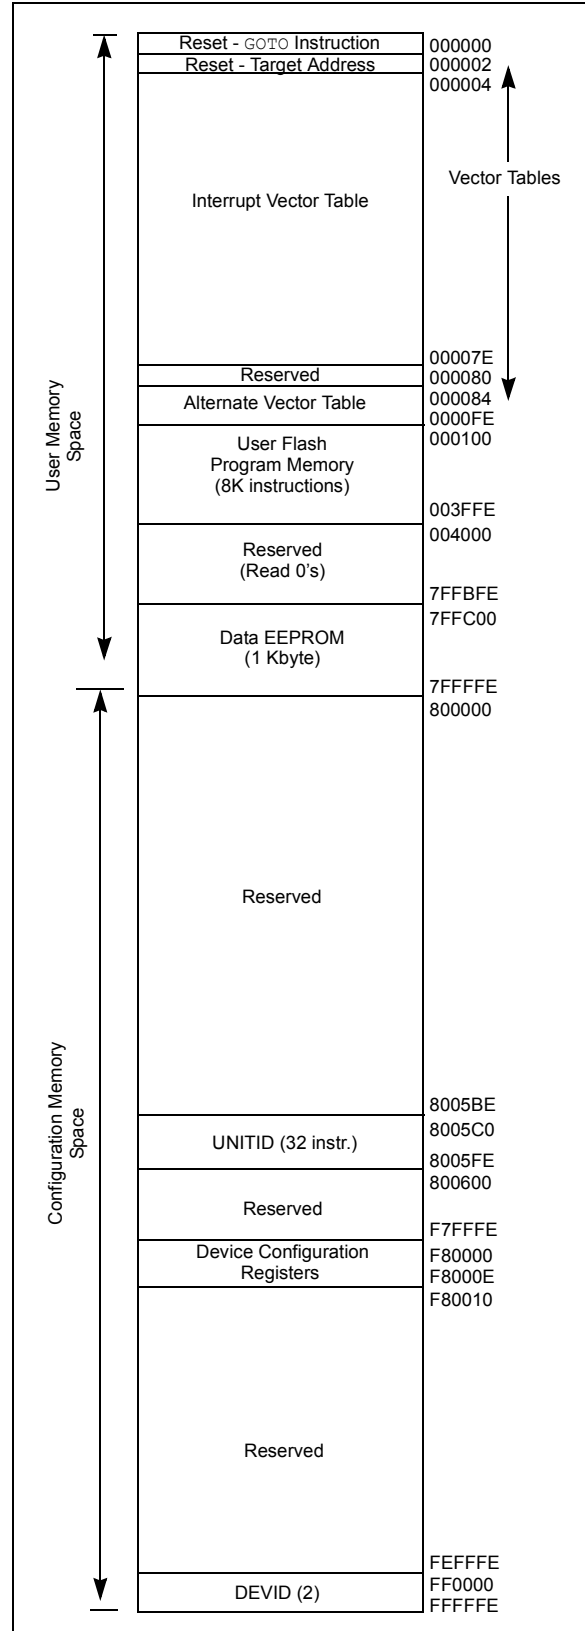 Reset - GOTO Instruction
000000
Reset - Target Address
000002
000004
Vector Tables
Interrupt Vector Table
00007E
Reserved
000080
Alternate Vector Table
000084
0000FE
User Flash
Program Memory
(8K instructions)
000100
003FFE
Reserved
(Read 0's)
004000
7FFBFE
Data EEPROM
(1 Kbyte)
7FFC00
7FFFFE
User Memory
Space
800000
Reserved
8005BE
UNITID (32 instr.)
8005C0
8005FE
Reserved
800600
F7FFFE
Device Configuration
Registers
F80000
F8000E
F80010
Reserved
FEFFFE
DEVID (2)
FF0000
FFFFFE
Configuration Memory
Space